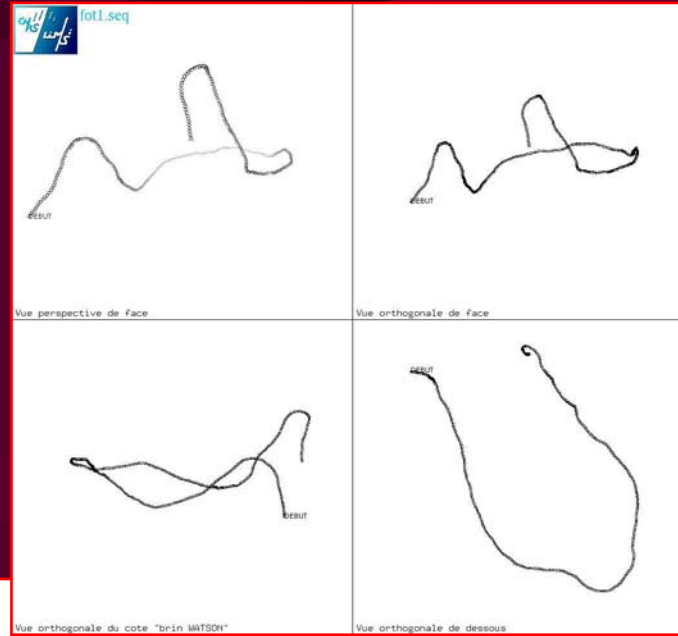 fot1.seq
DEBUT
Vue perspective de face
DEBUT
Vue orthogonale de face
DEBUT
Vue orthogonale du cote "brin WATSON"
DEBUT
Vue orthogonale de dessous